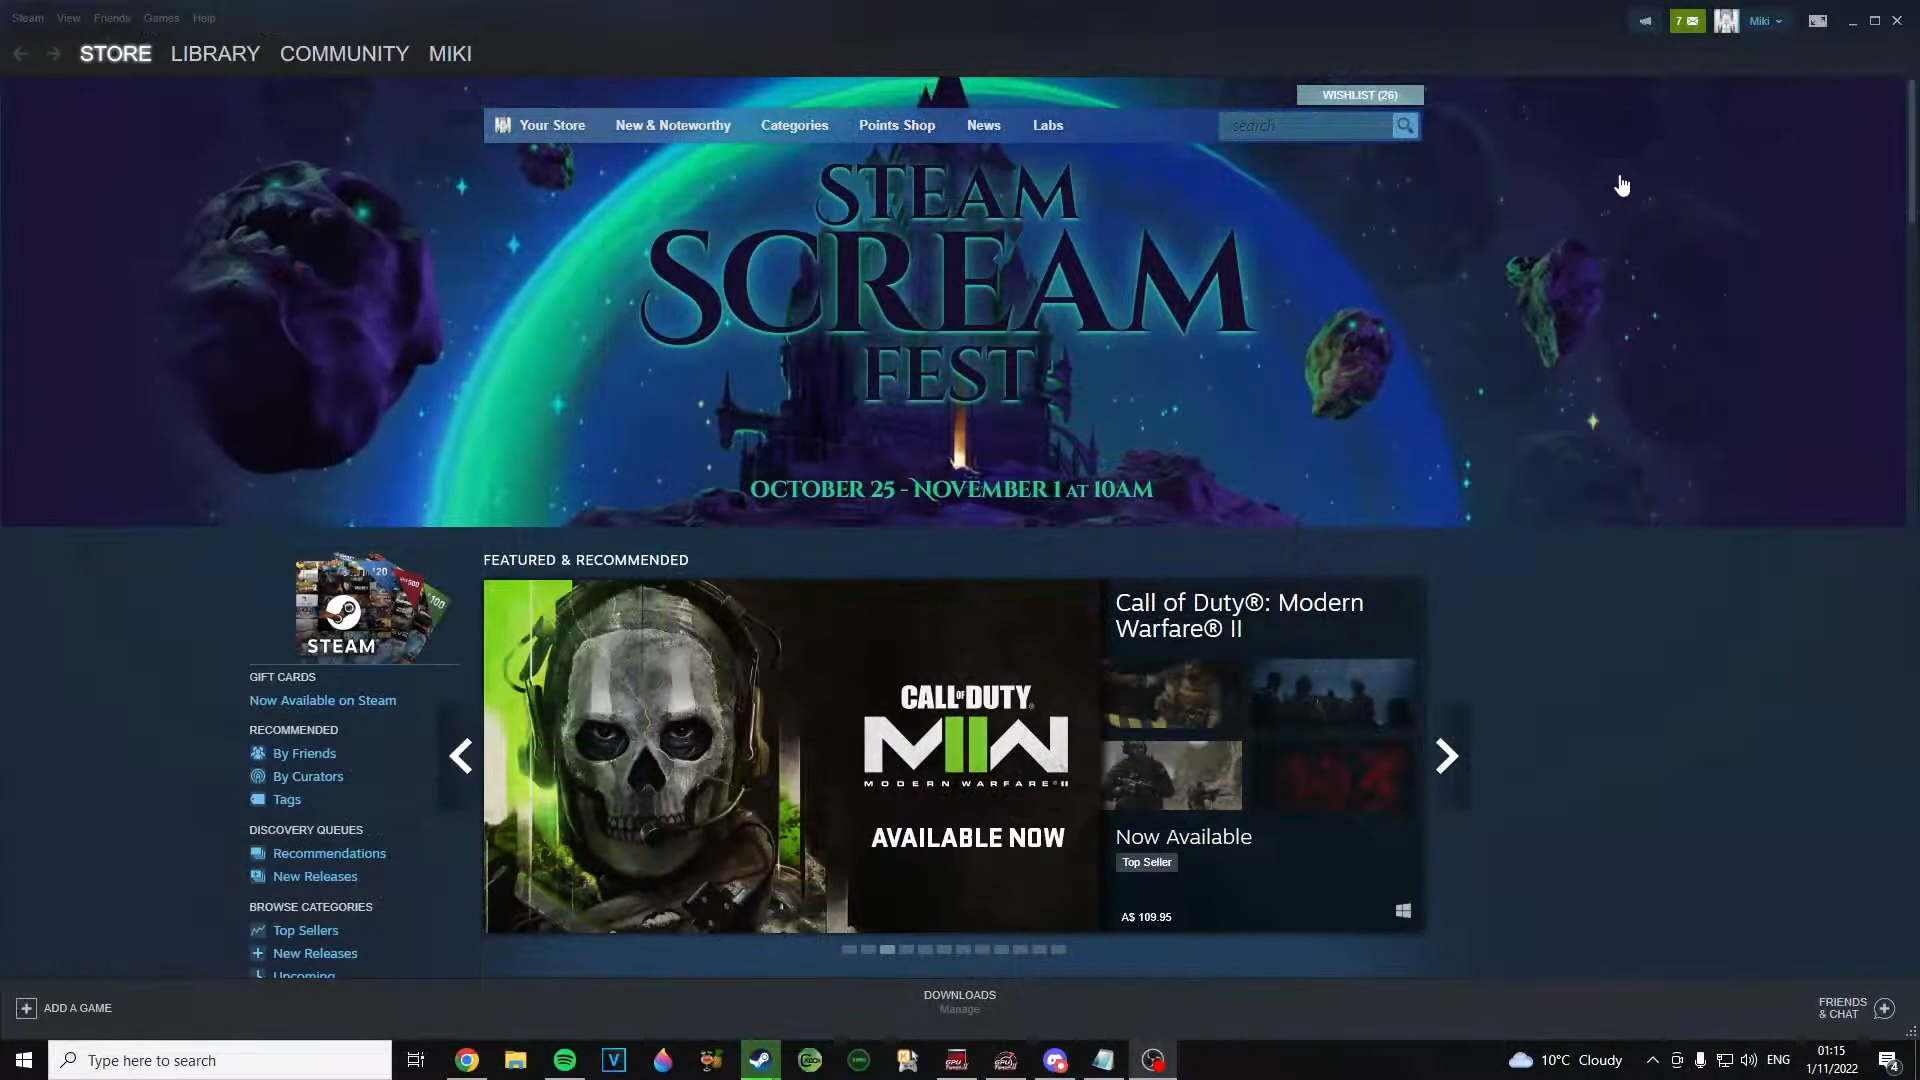 Steam View Friends Games Help
7 Miki
STORE LIBRARY COMMUNITY MIKI
WISHLIST (26)
Your Store New & Noteworthy Categories Points Shop News Labs search
STEAM
SCREAM
FEST
OCTOBER 25 - NOVEMBER 1 AT 10AM
STEAM
GIFT CARDS
Now Available on Steam
RECOMMENDED
By Friends
By Curators
Tags
DISCOVERY QUEUES
Recommendations
New Releases
BROWSE CATEGORIES
Top Sellers
New Releases
Upcoming
FEATURED & RECOMMENDED
CALL OF DUTY
MWII
MODERN WARFARE II
AVAILABLE NOW
Call of Duty®: Modern
Warfare® II
Now Available
Top Seller
A$ 109.95
ADD A GAME
DOWNLOADS
Manage
FRIENDS
& CHAT
Type here to search
10°C Cloudy
ENG
01:15
1/11/2022
4